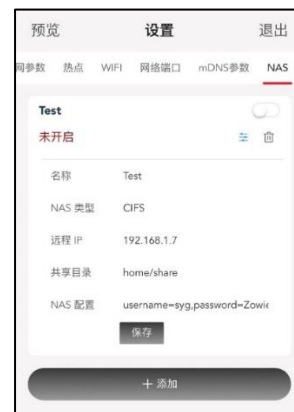 预览 设置 退出
网参数 热点 WIFI 网络端口 mDNS参数 NAS
Test
未开启
名称 Test
NAS 类型 CIFS
远程 IP 192.168.1.7
共享目录 home/share
NAS 配置 username=syg,password=Zowie
保存
+ 添加